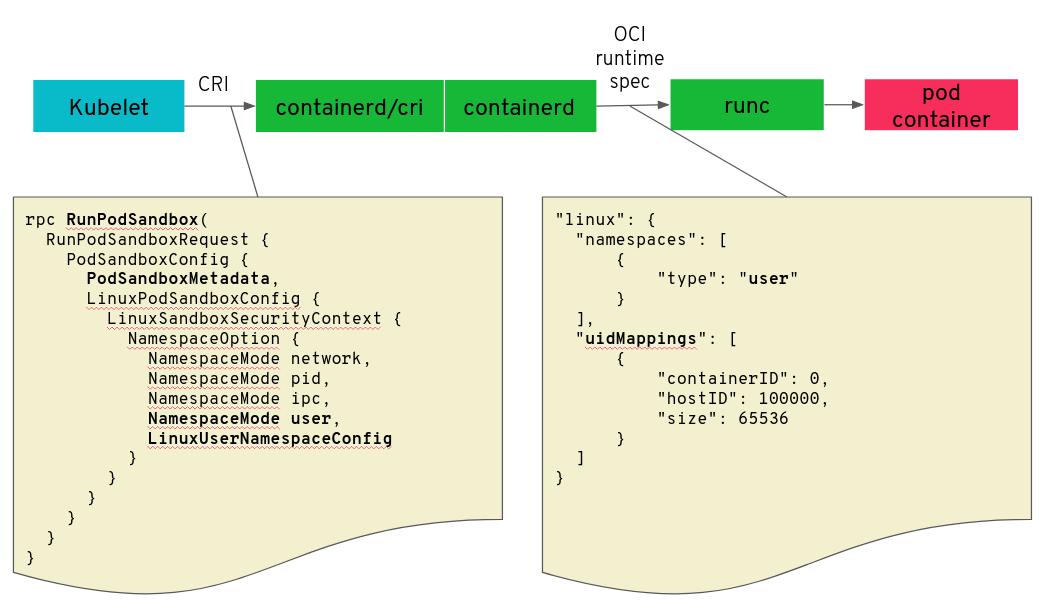 OCI
runtime
spec
CRI
Kubelet
containerd/cri
containerd
runc
pod
container
rpc RunPodSandbox(
  RunPodSandboxRequest {
    PodSandboxConfig {
      PodSandboxMetadata,
      LinuxPodSandboxConfig {
        LinuxSandboxSecurityContext {
          NamespaceOption {
            NamespaceMode network,
            NamespaceMode pid,
            NamespaceMode ipc,
            NamespaceMode user,
            LinuxUserNamespaceConfig
          }
        }
      }
    }
  }
}
"linux": {
  "namespaces": [
      {
          "type": "user"
      }
  ],
  "uidMappings": [
      {
          "containerID": 0,
          "hostID": 100000,
          "size": 65536
      }
  ]
}